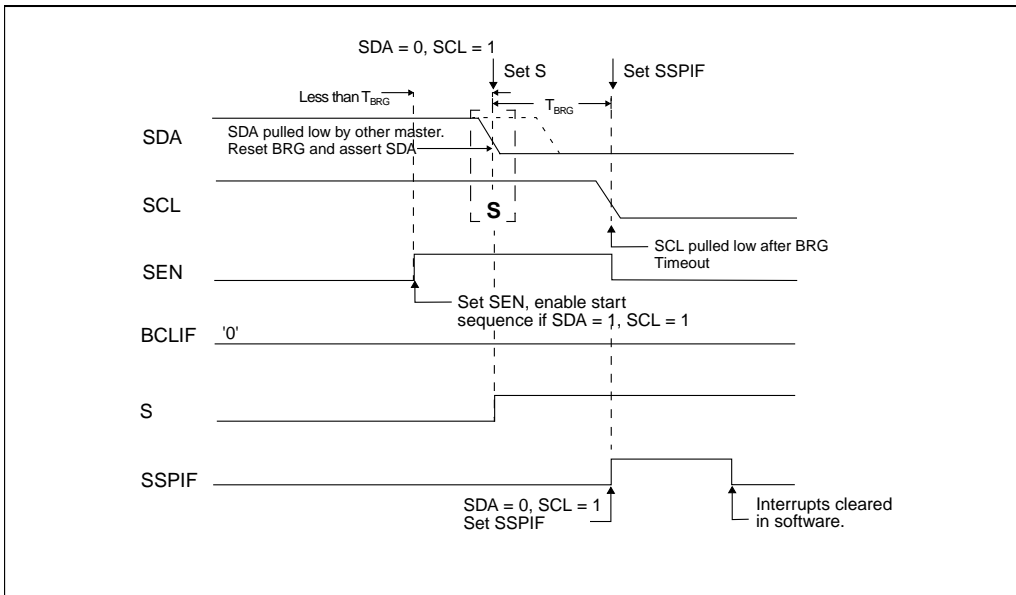 SDA = 0, SCL = 1
Set S
Set SSPIF
Less than TBRG
TBRG
SDA
SDA pulled low by other master.
Reset BRG and assert SDA
SCL
S
SCL pulled low after BRG
Timeout
SEN
Set SEN, enable start
sequence if SDA = 1, SCL = 1
BCLIF
'0'
S
SSPIF
SDA = 0, SCL = 1
Set SSPIF
Interrupts cleared
in software.